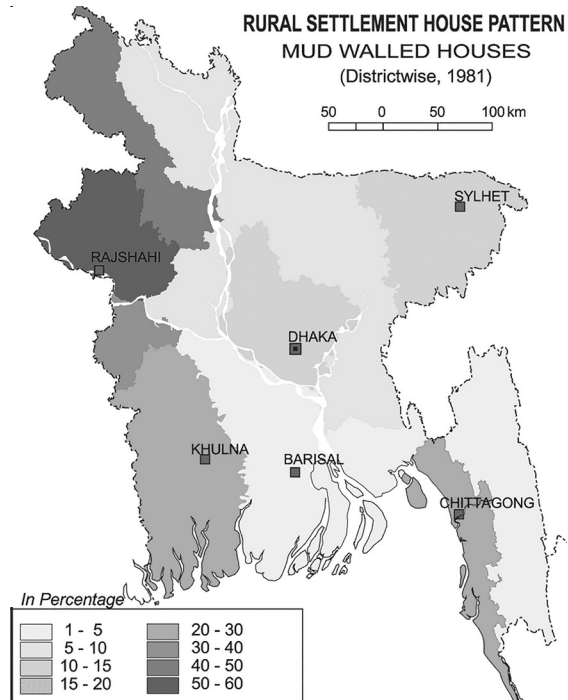 RURAL SETTLEMENT HOUSE PATTERN
MUD WALLED HOUSES
(Districtwise, 1981)
50 0 50 100 km
SYLHET
RAJSHAHI
DHAKA
KHULNA
BARISAL
CHITTAGONG
In Percentage
1 - 5 20 - 30
5 - 10 30 - 40
10 - 15 40 - 50
15 - 20 50 - 60